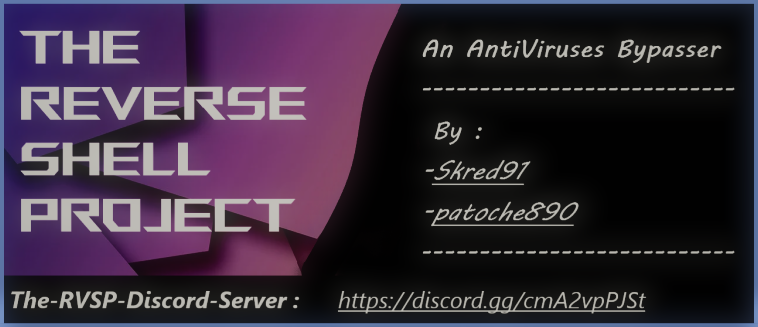 THE
REVERSE
SHELL
PROJECT
An AntiViruses Bypasser
----------------------------
By :
-Skred91
-patoche890
----------------------------
The-RVSP-Discord-Server : https://discord.gg/cmA2vpPJSt